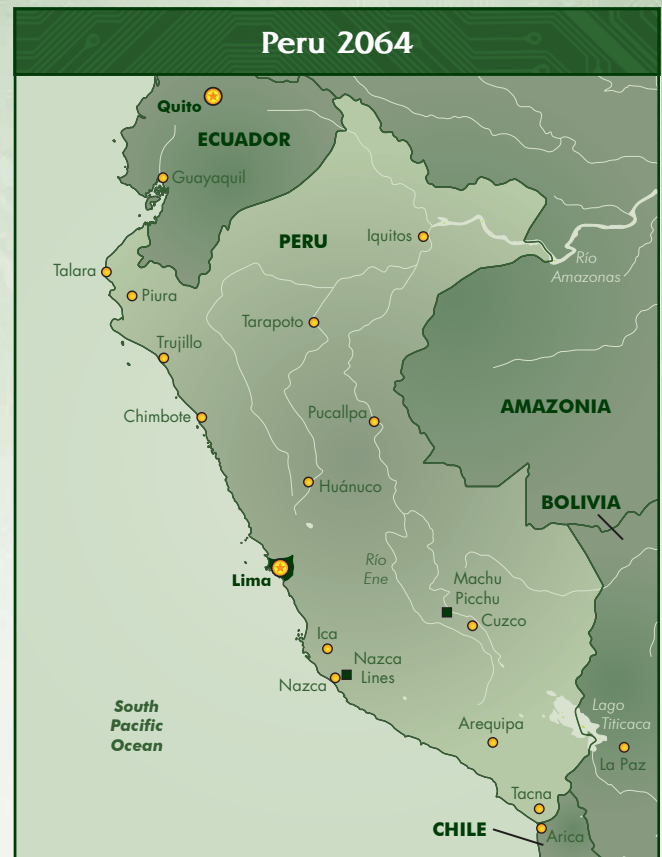 Peru 2064
Quito
ECUADOR
Guayaquil
PERU
Iquitos
Río
Amazonas
Talara
Piura
Tarapoto
Trujillo
AMAZONIA
Chimbote
Pucallpa
Huánuco
BOLIVIA
Río
Ene
Lima
Machu
Picchu
Cuzco
Ica
Nazca
Lines
Nazca
South
Pacific
Ocean
Lago
Titicaca
Arequipa
La Paz
Tacna
CHILE
Arica